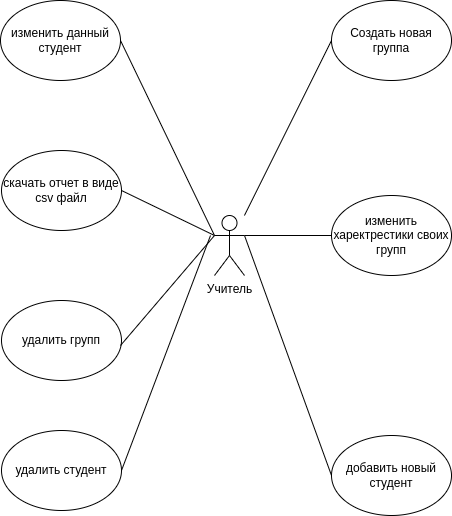 изменить данный
студент
Создать новая
группа
скачать отчет в виде
csv файл
изменить
харектрестики своих
групп
Учитель
удалить групп
удалить студент
добавить новый
студент